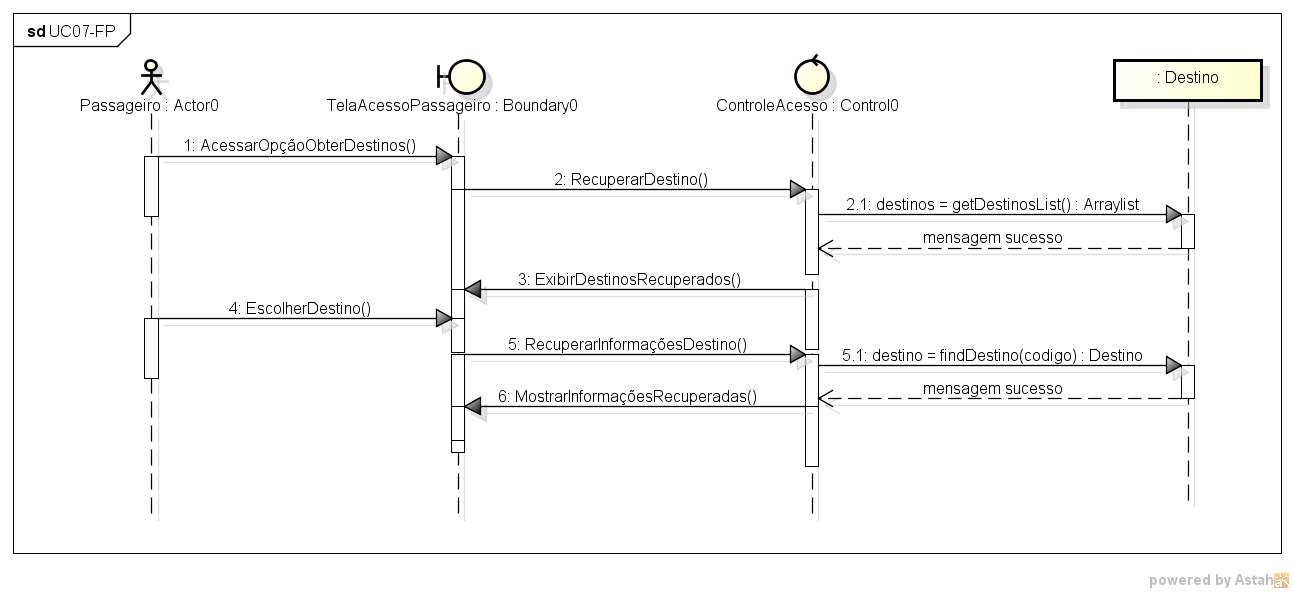 sd UC07-FP
Passageiro : Actor0
TelaAcessoPassageiro : Boundary0
ControleAcesso : Control0
: Destino
1: AcessarOpçãoObterDestinos()
2: RecuperarDestino()
2.1: destinos = getDestinosList() : Arraylist
mensagem sucesso
3: ExibirDestinosRecuperados()
4: EscolherDestino()
5: RecuperarInformaçõesDestino()
5.1: destino = findDestino(codigo) : Destino
mensagem sucesso
6: MostrarInformaçõesRecuperadas()
powered by Astah